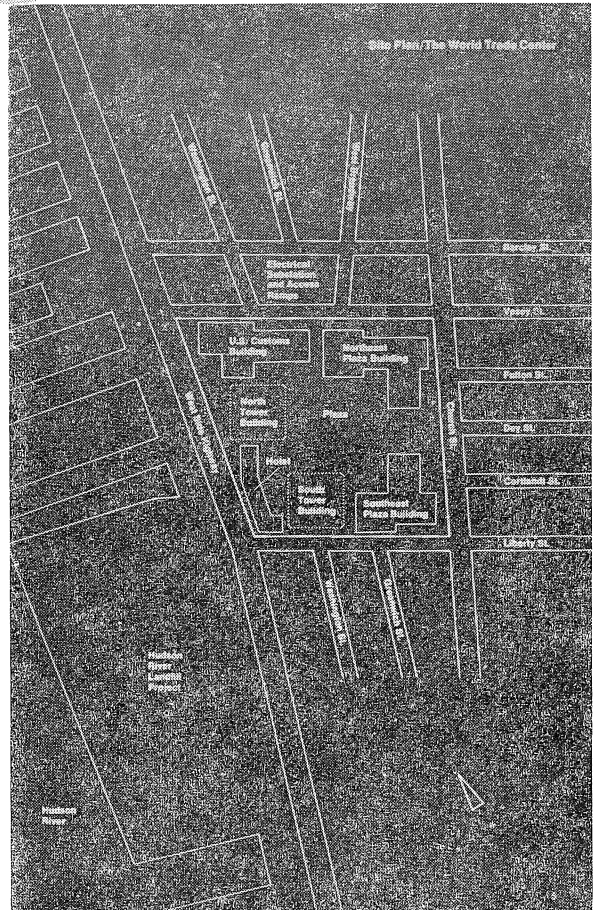 Site Plan/The World Trade Center
Washington St.
Greenwich St.
West Broadway
Barclay St.
Electrical
Substation
and Access
Ramps
Vesey St.
U.S. Customs
Building
Northeast
Plaza Building
Fulton St.
West Side Highway
North
Tower
Building
Plaza
Church St.
Dey St.
Hotel
Cortlandt St.
South
Tower
Building
Southeast
Plaza Building
Liberty St.
Washington St.
Greenwich St.
Hudson
River
Landfill
Project
Hudson
River